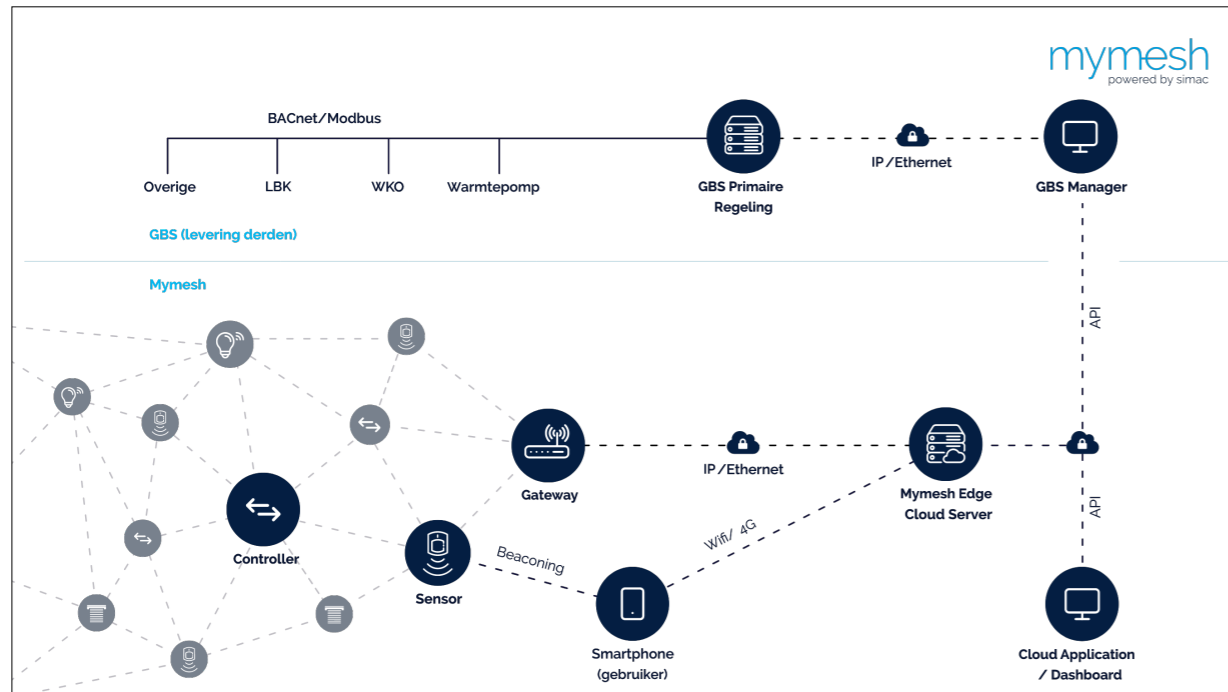 mymesh
powered by simac
BACnet/Modbus
Overige
LBK
WKO
Warmtepomp
GBS Primaire
Regeling
IP/Ethernet
GBS Manager
GBS (levering derden)
Mymesh
API
Gateway
IP/Ethernet
Mymesh Edge
Cloud Server
API
Controller
Sensor
Beaconing
Wifi/ 4G
Smartphone
(gebruiker)
Cloud Application
/ Dashboard